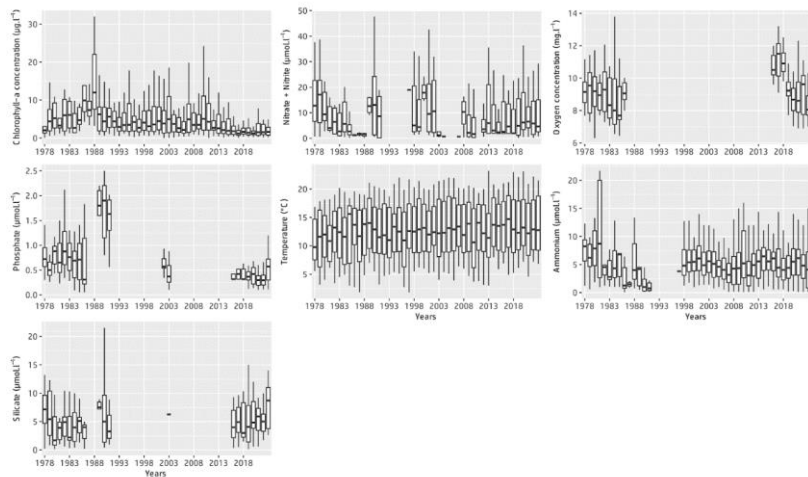 Chlorophyll-a concentration (µg.l⁻¹)
30
20
10
0
1978 1983 1988 1993 1998 2003 2008 2013 2018
Nitrate + Nitrite (µmol.l⁻¹)
50
40
30
20
10
0
1978 1983 1988 1993 1998 2003 2008 2013 2018
Oxygen concentration (mg.l⁻¹)
14
12
10
8
6
1978 1983 1988 1993 1998 2003 2008 2013 2018
Phosphate (µmol.l⁻¹)
2.5
2.0
1.5
1.0
0.5
0.0
1978 1983 1988 1993 1998 2003 2008 2013 2018
Temperature (°C)
20
15
10
5
1978 1983 1988 1993 1998 2003 2008 2013 2018
Years
Ammonium (µmol.l⁻¹)
20
15
10
5
0
1978 1983 1988 1993 1998 2003 2008 2013 2018
Years
Silicate (µmol.l⁻¹)
20
15
10
5
0
1978 1983 1988 1993 1998 2003 2008 2013 2018
Years